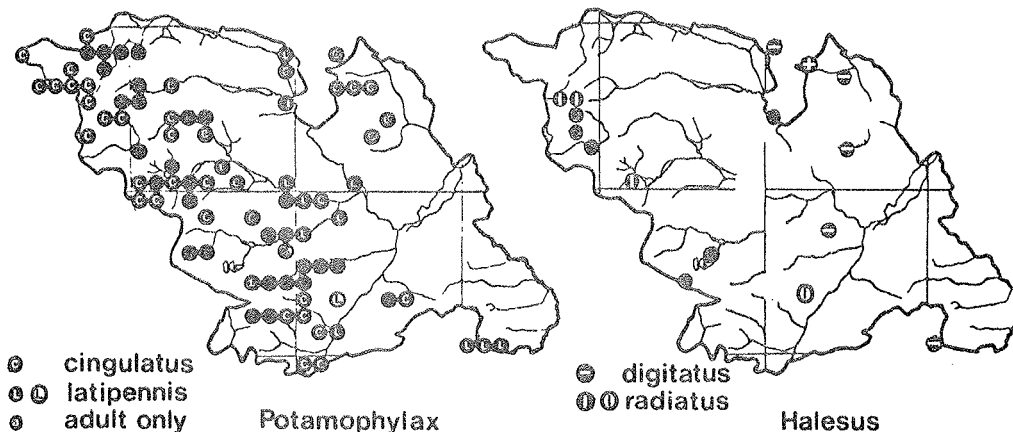 cingulatus
latipennis
adult only
Potamophylax
digitatus
radiatus
Halesus